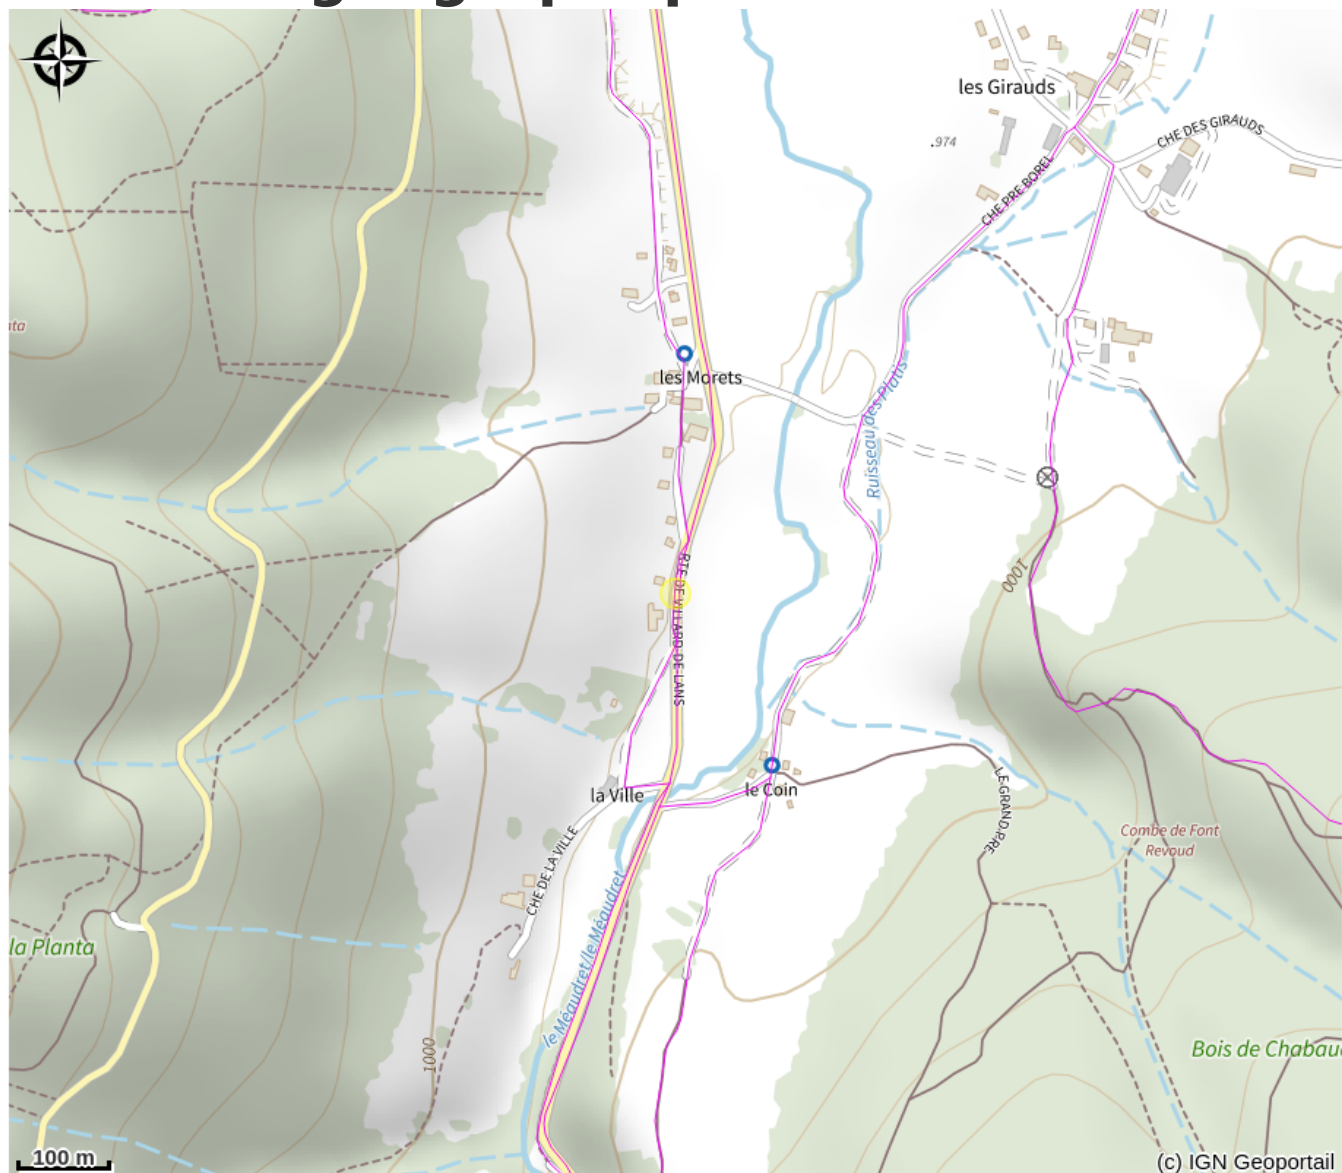 les Girauds
CHE DES GIRAUDS
.974
CHE PRE BOREL
les Morets
Ruisseau des Platis
1000
RTE DE VILLARD-DE-LANS
la Ville
le Coin
LE GRAND PRE
Combe de Font
Revoud
CHE DE LA VILLE
la Planta
le Méaudret/le Méaudret
1000
Bois de Chabau
100 m
(c) IGN Geoportail